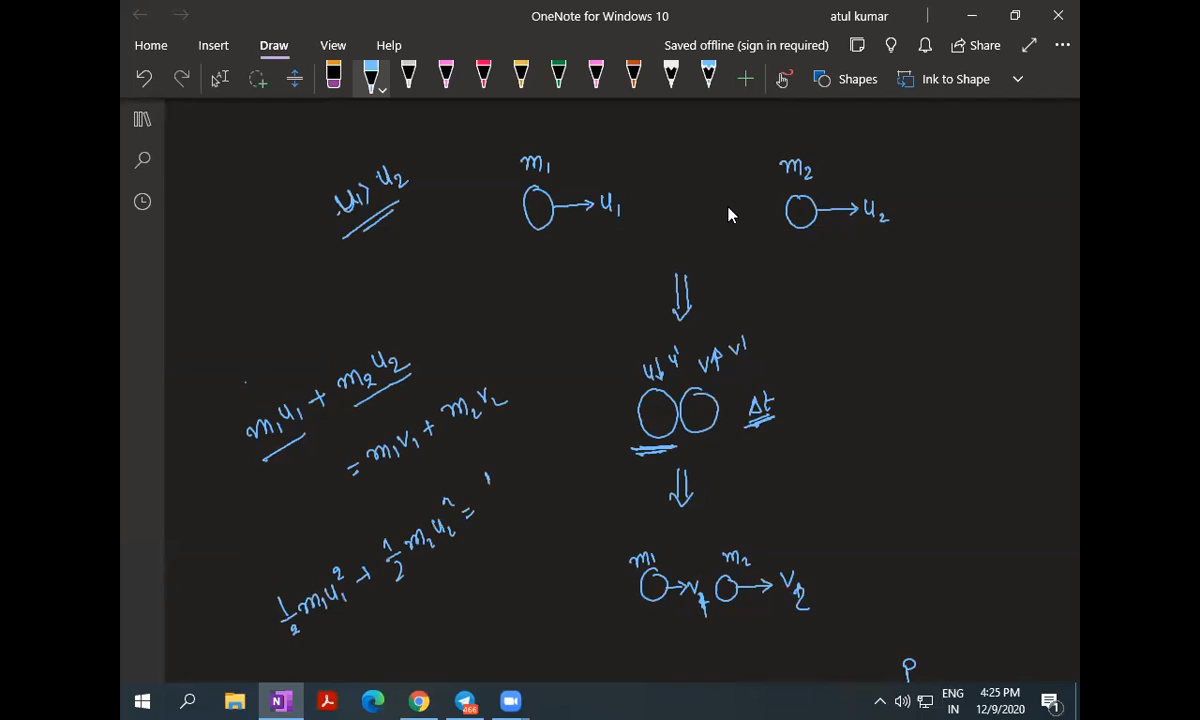 OneNote for Windows 10
atul kumar
Home Insert Draw View Help
Saved offline (sign in required)
Share
Shapes
Ink to Shape
u₁ > u₂
m₁
m₂
u₁
u₂
u↓ u'
v↑ v'
Δt
m₁u₁ + m₂u₂
= m₁v₁ + m₂v₂
1/2 m₁u₁² + 1/2 m₂u₂² =
m₁
m₂
P
466
ENG
IN
4:25 PM
12/9/2020
1